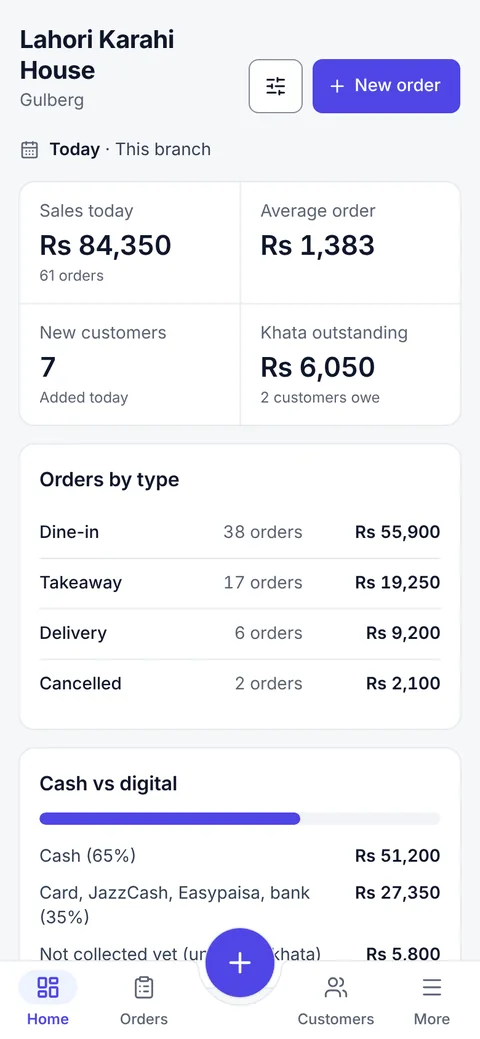 Lahori Karahi
House
Gulberg
New order
Today · This branch
Sales today
Rs 84,350
61 orders
Average order
Rs 1,383
New customers
7
Added today
Khata outstanding
Rs 6,050
2 customers owe
Orders by type
Dine-in 38 orders Rs 55,900
Takeaway 17 orders Rs 19,250
Delivery 6 orders Rs 9,200
Cancelled 2 orders Rs 2,100
Cash vs digital
Cash (65%) Rs 51,200
Card, JazzCash, Easypaisa, bank Rs 27,350
(35%)
Not collected yet khata) Rs 5,800
Home
Orders
Customers
More